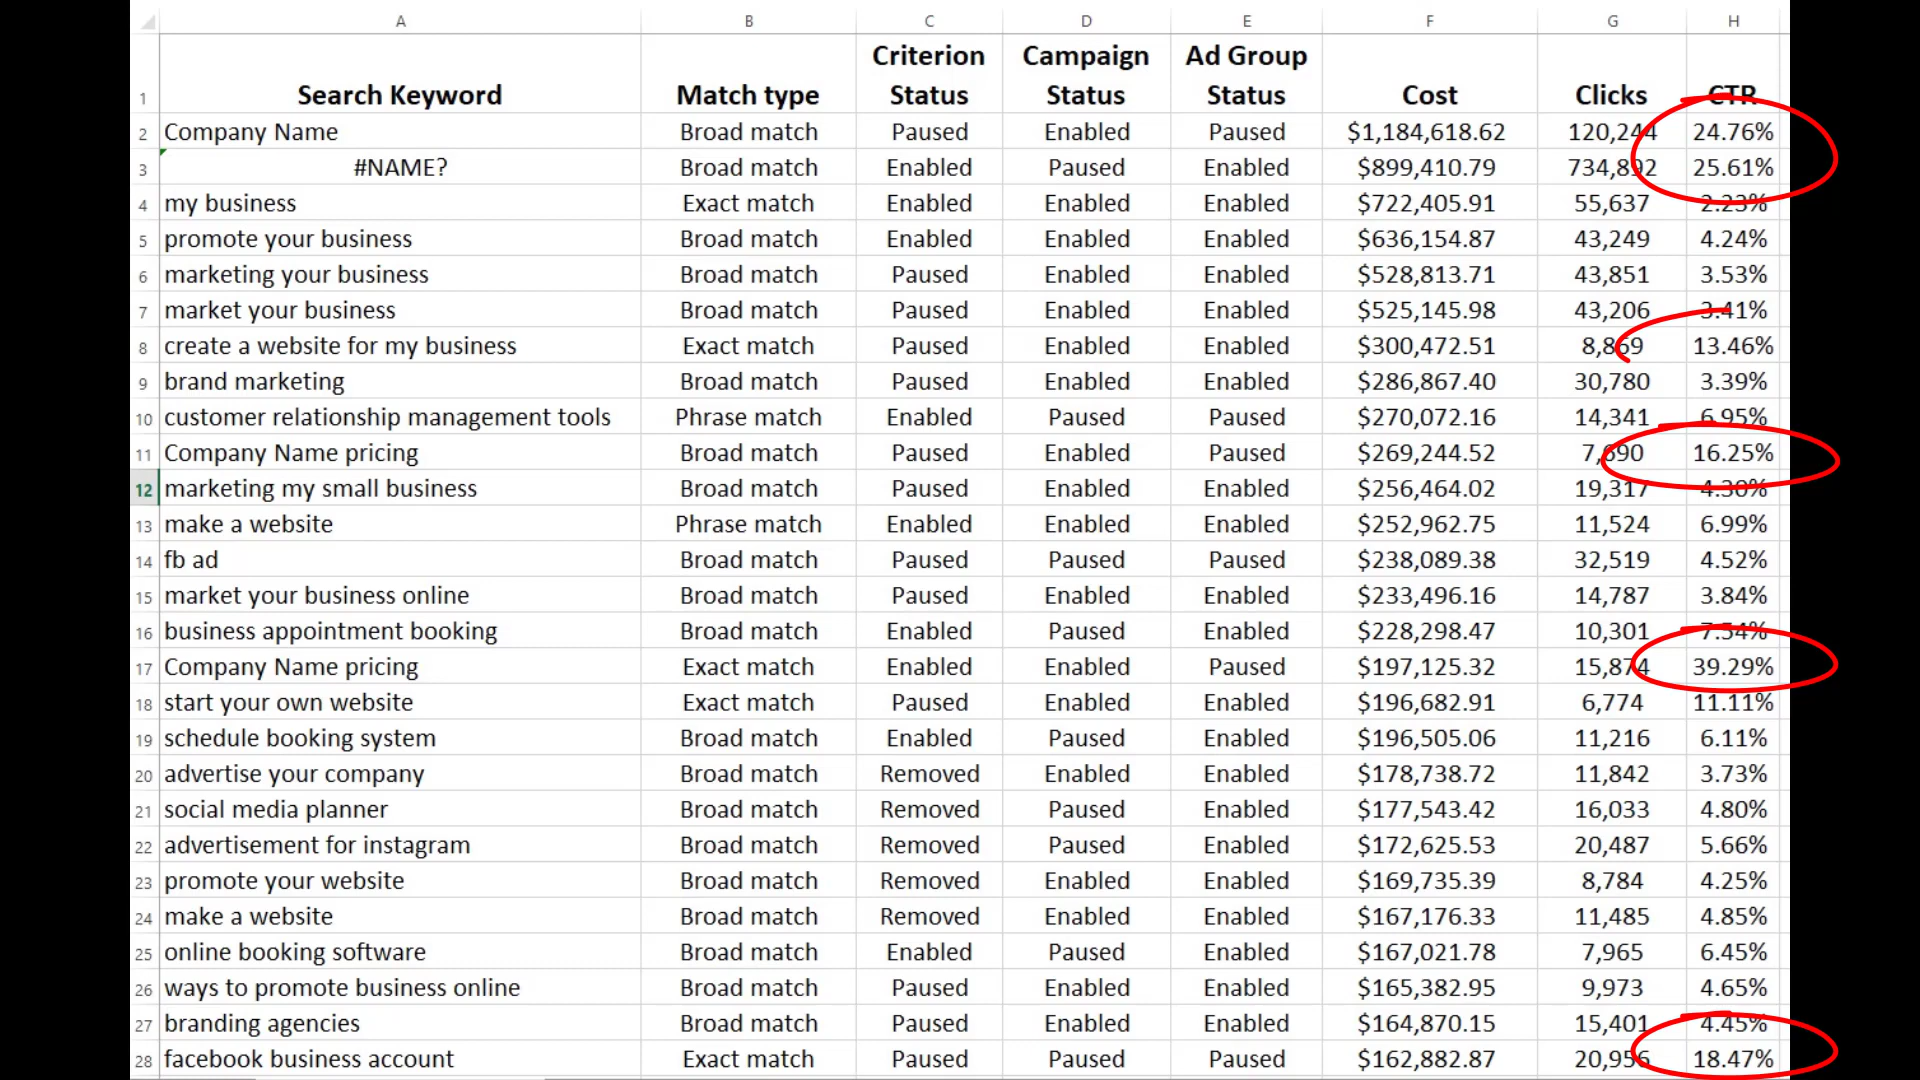 A B C D E F G H
1 Search Keyword Match type Criterion Status Campaign Status Ad Group Status Cost Clicks CTR
2 Company Name Broad match Paused Enabled Paused $1,184,618.62 120,244 24.76%
3 #NAME? Broad match Enabled Paused Enabled $899,410.79 734,892 25.61%
4 my business Exact match Enabled Enabled Enabled $722,405.91 55,637 2.23%
5 promote your business Broad match Enabled Enabled Enabled $636,154.87 43,249 4.24%
6 marketing your business Broad match Paused Enabled Enabled $528,813.71 43,851 3.53%
7 market your business Broad match Paused Enabled Enabled $525,145.98 43,206 3.41%
8 create a website for my business Exact match Paused Enabled Enabled $300,472.51 8,869 13.46%
9 brand marketing Broad match Paused Enabled Enabled $286,867.40 30,780 3.39%
10 customer relationship management tools Phrase match Enabled Paused Paused $270,072.16 14,341 6.95%
11 Company Name pricing Broad match Paused Enabled Paused $269,244.52 7,690 16.25%
12 marketing my small business Broad match Paused Enabled Enabled $256,464.02 19,317 4.30%
13 make a website Phrase match Enabled Enabled Enabled $252,962.75 11,524 6.99%
14 fb ad Broad match Paused Paused Paused $238,089.38 32,519 4.52%
15 market your business online Broad match Paused Enabled Enabled $233,496.16 14,787 3.84%
16 business appointment booking Broad match Enabled Paused Enabled $228,298.47 10,301 7.54%
17 Company Name pricing Exact match Enabled Enabled Paused $197,125.32 15,874 39.29%
18 start your own website Exact match Paused Enabled Enabled $196,682.91 6,774 11.11%
19 schedule booking system Broad match Enabled Paused Enabled $196,505.06 11,216 6.11%
20 advertise your company Broad match Removed Enabled Enabled $178,738.72 11,842 3.73%
21 social media planner Broad match Removed Paused Enabled $177,543.42 16,033 4.80%
22 advertisement for instagram Broad match Removed Paused Enabled $172,625.53 20,487 5.66%
23 promote your website Broad match Removed Enabled Enabled $169,735.39 8,784 4.25%
24 make a website Broad match Removed Enabled Enabled $167,176.33 11,485 4.85%
25 online booking software Broad match Enabled Paused Enabled $167,021.78 7,965 6.45%
26 ways to promote business online Broad match Paused Enabled Enabled $165,382.95 9,973 4.65%
27 branding agencies Broad match Paused Enabled Enabled $164,870.15 15,401 4.45%
28 facebook business account Exact match Paused Paused Paused $162,882.87 20,956 18.47%